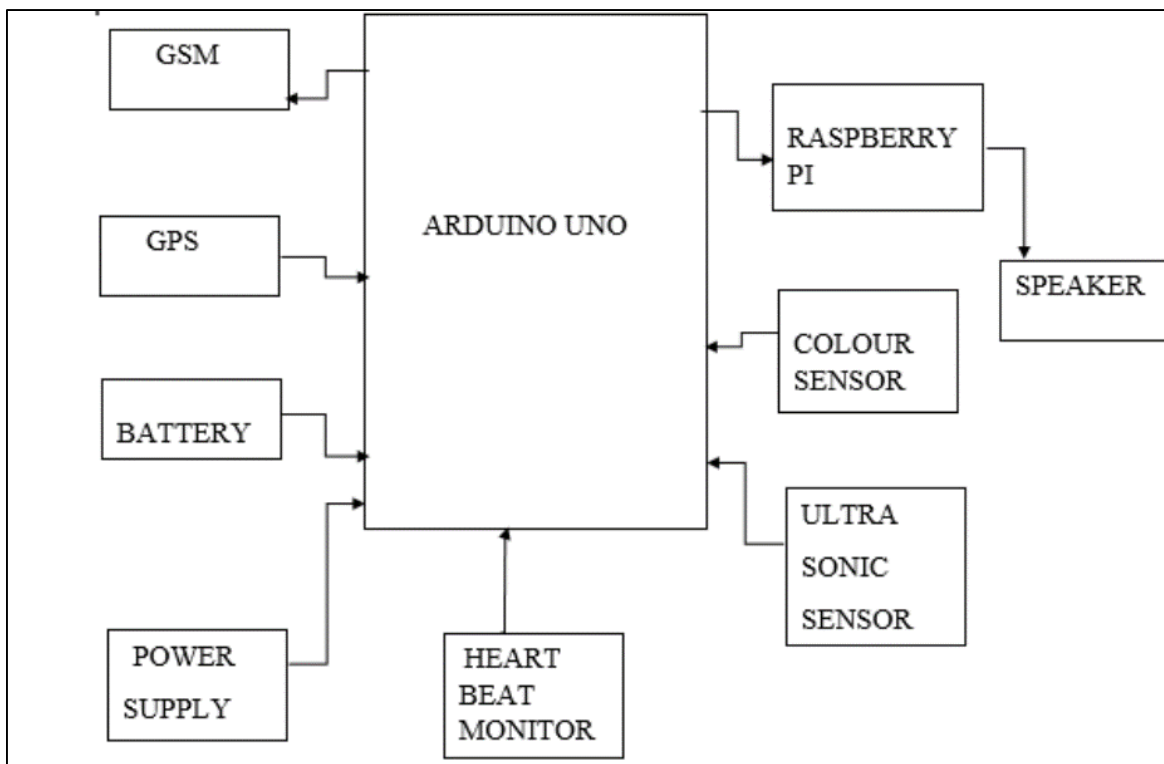 GSM
GPS
BATTERY
POWER
SUPPLY
ARDUINO UNO
HEART
BEAT
MONITOR
RASPBERRY
PI
SPEAKER
COLOUR
SENSOR
ULTRA
SONIC
SENSOR